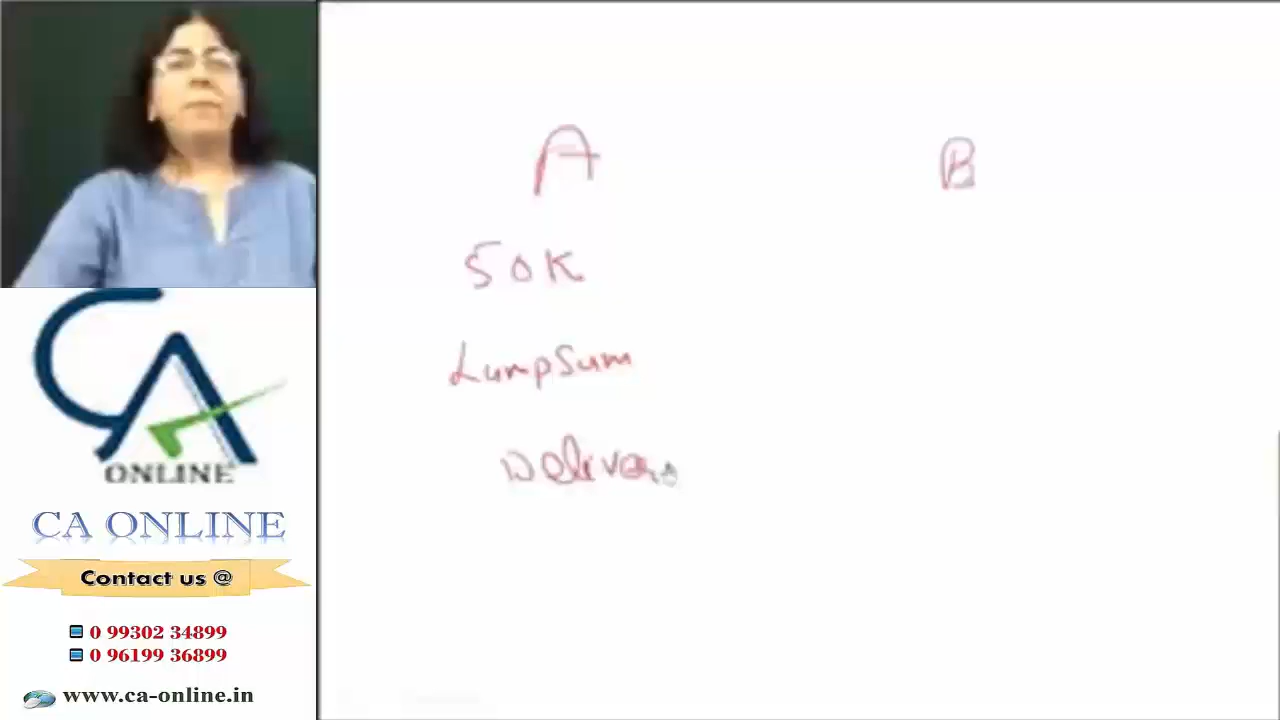 A B
50K
LumpSum
CA
ONLINE
CA ONLINE
Contact us @
0 99302 34899
0 96199 36899
www.ca-online.in